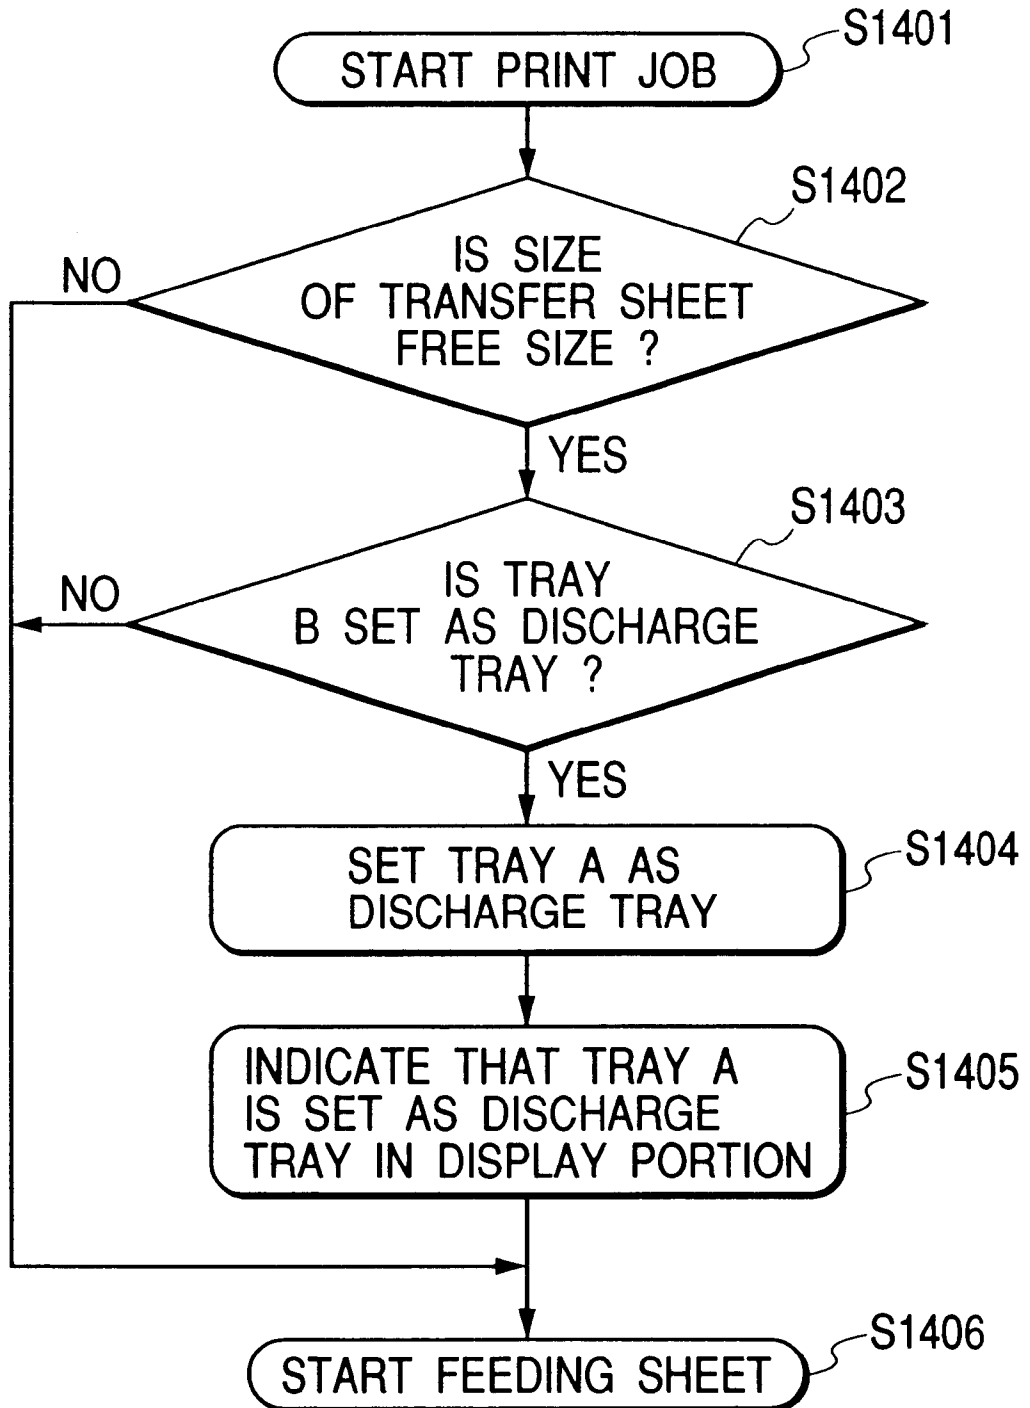 S1401
START PRINT JOB
S1402
IS SIZE
OF TRANSFER SHEET
FREE SIZE ?
NO
YES
S1403
IS TRAY
B SET AS DISCHARGE
TRAY ?
NO
YES
S1404
SET TRAY A AS
DISCHARGE TRAY
S1405
INDICATE THAT TRAY A
IS SET AS DISCHARGE
TRAY IN DISPLAY PORTION
S1406
START FEEDING SHEET